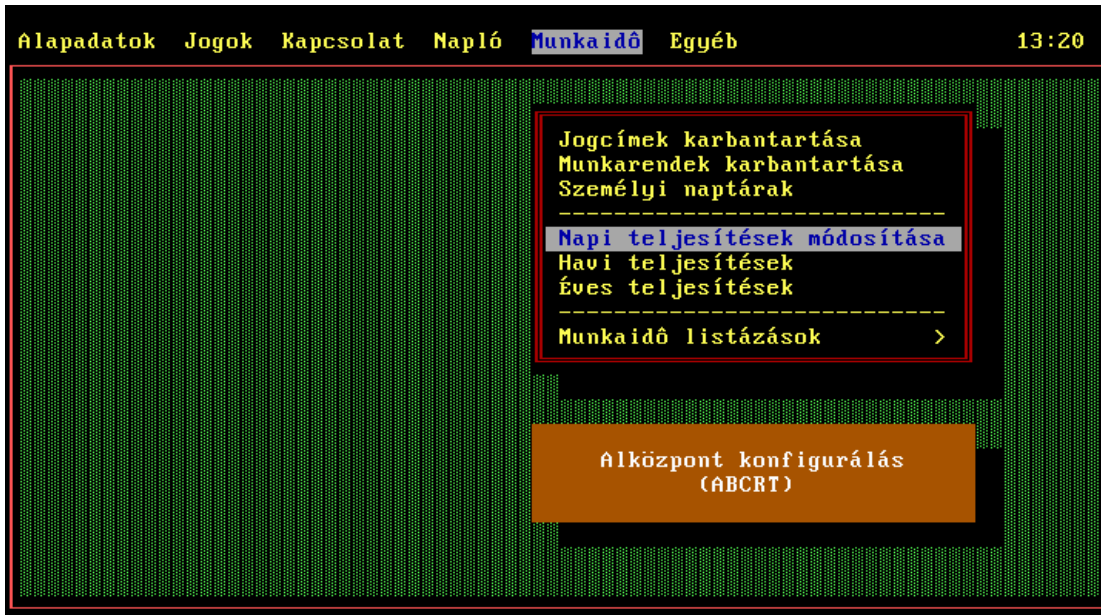 Alapadatok Jogok Kapcsolat Napló Munkaidô Egyéb 13:20
Jogcímek karbantartása
Munkarendek karbantartása
Személyi naptárak
----------------------------
Napi teljesítések módosítása
Havi teljesítések
Éves teljesítések
----------------------------
Munkaidô listázások >
Alközpont konfigurálás
(ABCRT)